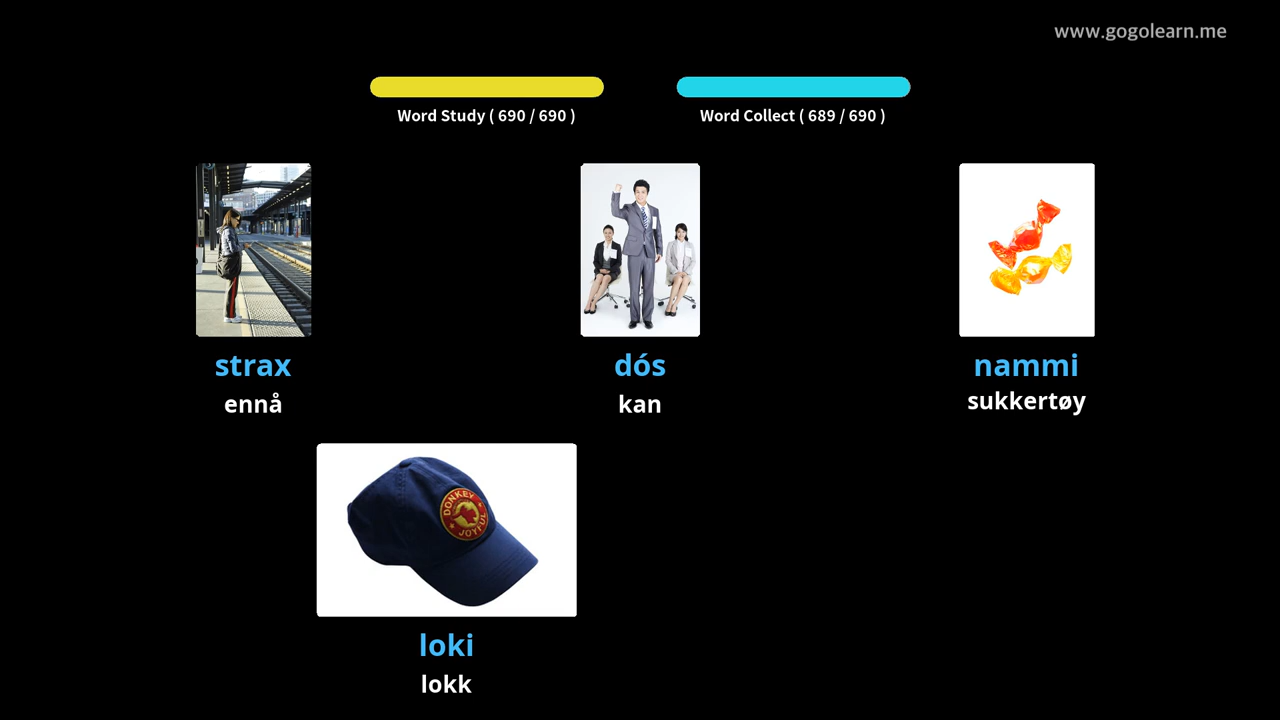 www.gogolearn.me
Word Study ( 690 / 690 )
Word Collect ( 689 / 690 )
strax
ennå
dós
kan
nammi
sukkertøy
DONKEY
JOYFUL
loki
lokk